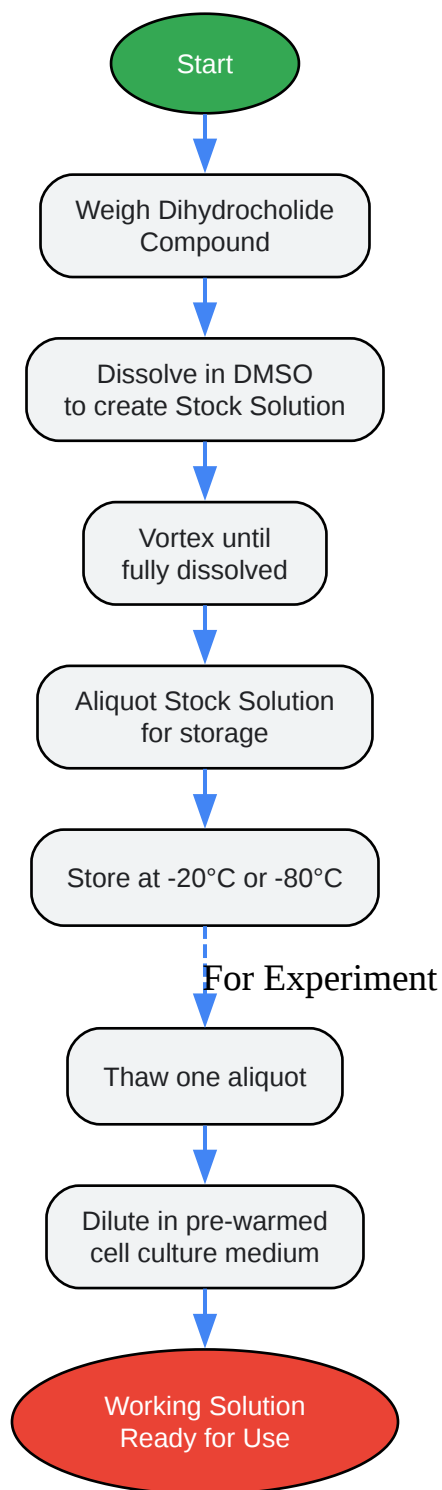 Start
Weigh Dihydrocholide
Compound
Dissolve in DMSO
to create Stock Solution
Vortex until
fully dissolved
Aliquot Stock Solution
for storage
Store at -20°C or -80°C
For Experiment
Thaw one aliquot
Dilute in pre-warmed
cell culture medium
Working Solution
Ready for Use